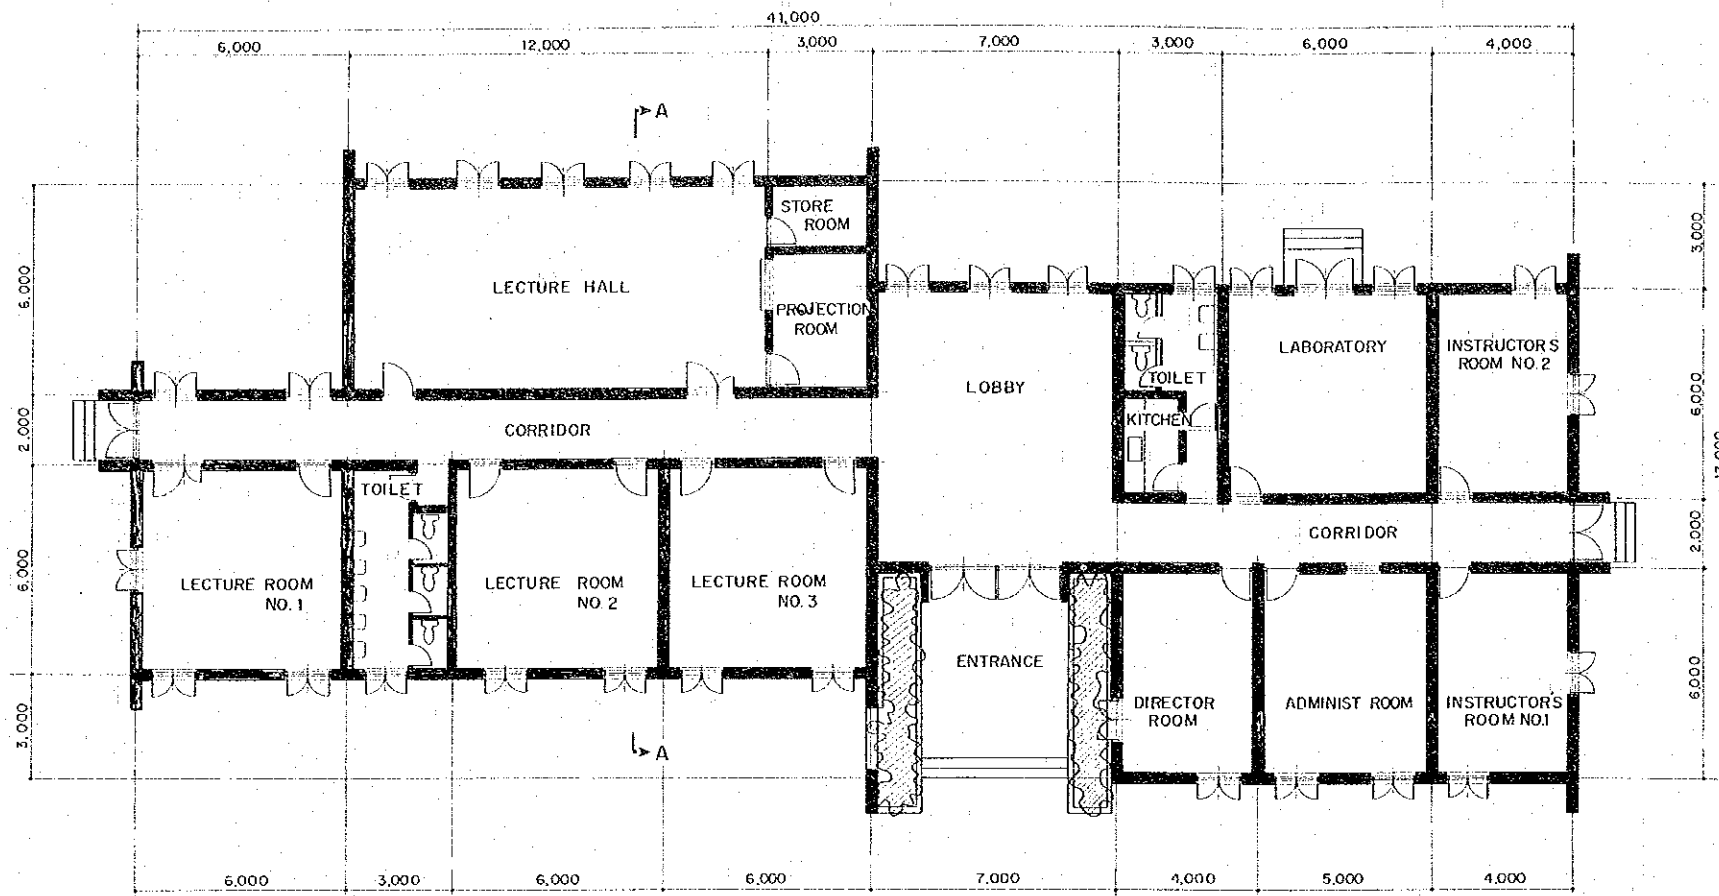 41,000
6,000
12,000
3,000
7,000
3,000
6,000
4,000
A
STORE
ROOM
LECTURE HALL
PROJECTION
ROOM
LOBBY
LABORATORY
INSTRUCTOR'S
ROOM NO.2
TOILET
KITCHEN
CORRIDOR
TOILET
CORRIDOR
LECTURE ROOM
NO.1
LECTURE ROOM
NO.2
LECTURE ROOM
NO.3
ENTRANCE
DIRECTOR
ROOM
ADMINIST ROOM
INSTRUCTOR'S
ROOM NO.1
A
6,000
2,000
6,000
3,000
3,000
6,000
2,000
6,000
6,000
3,000
6,000
6,000
7,000
4,000
5,000
4,000